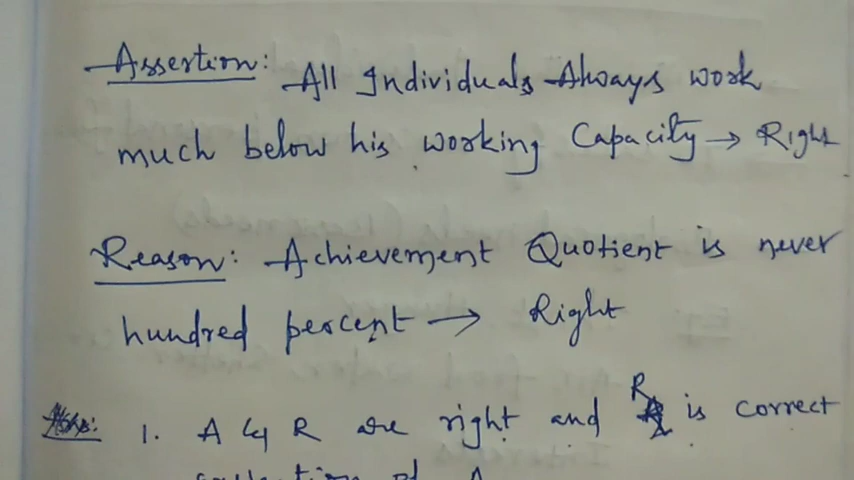 Assertion: All Individuals Always work
much below his working Capacity → Right
Reason: Achievement Quotient is never
hundred percent → Right
1. A & R are right and R is correct
of A